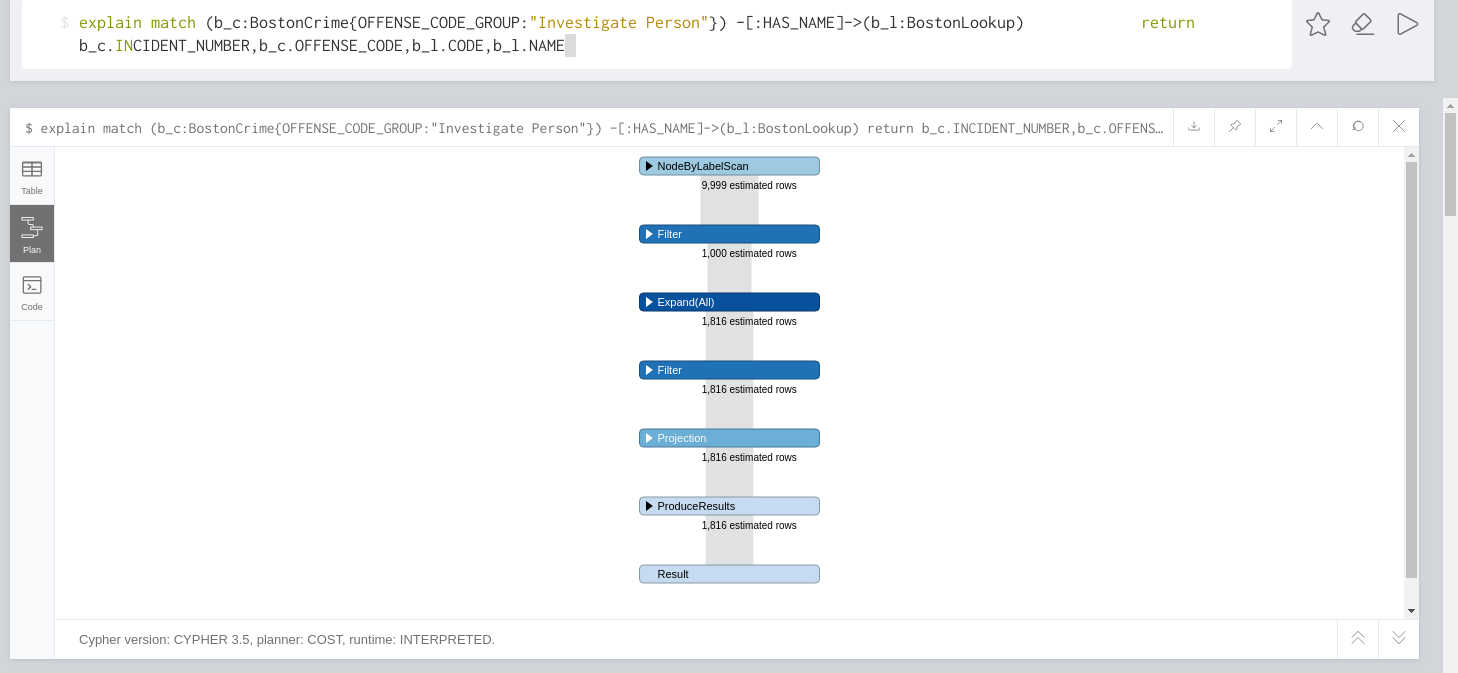 $ explain match (b_c:BostonCrime{OFFENSE_CODE_GROUP:"Investigate Person"}) -[:HAS_NAME]->(b_l:BostonLookup) return
b_c.INCIDENT_NUMBER,b_c.OFFENSE_CODE,b_l.CODE,b_l.NAME
$ explain match (b_c:BostonCrime{OFFENSE_CODE_GROUP:"Investigate Person"}) -[:HAS_NAME]->(b_l:BostonLookup) return b_c.INCIDENT_NUMBER,b_c.OFFENS…
Table
Plan
Code
NodeByLabelScan
9,999 estimated rows
Filter
1,000 estimated rows
Expand(All)
1,816 estimated rows
Filter
1,816 estimated rows
Projection
1,816 estimated rows
ProduceResults
1,816 estimated rows
Result
Cypher version: CYPHER 3.5, planner: COST, runtime: INTERPRETED.